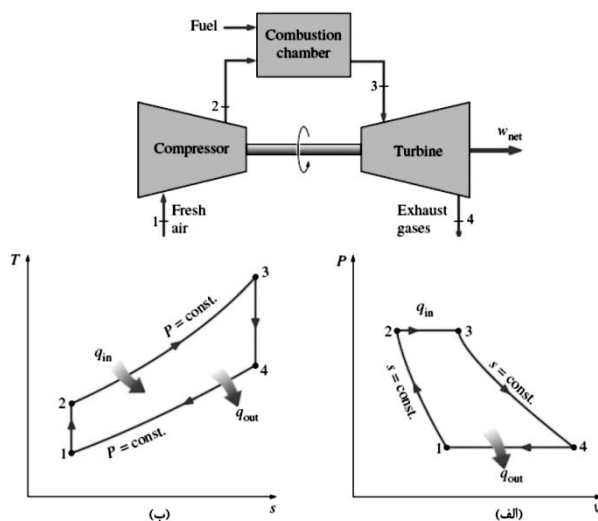 Fuel
Combustion
chamber
2
3
Compressor
Turbine
w_net
1
Fresh
air
Exhaust
gases
4
T
3
P = const.
q_in
4
2
q_out
P = const.
1
s
(ب)
P
q_in
2
3
s = const.
s = const.
1
4
q_out
v
(الف)